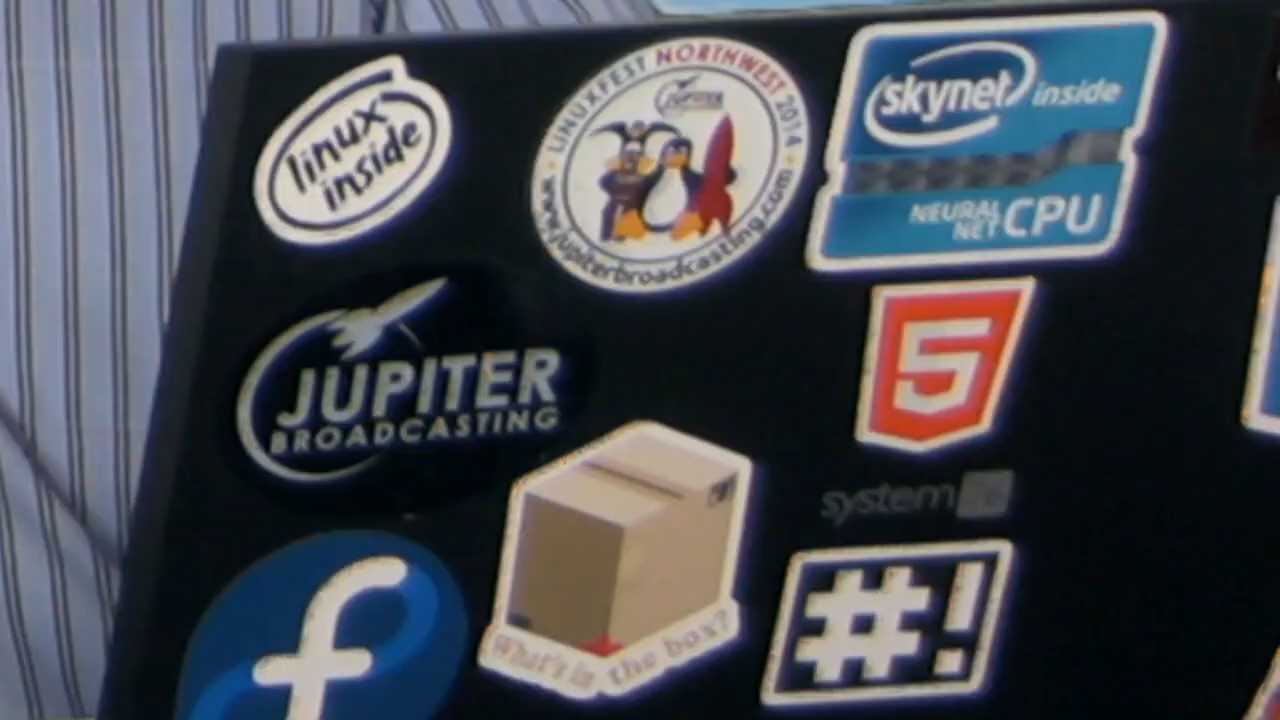 linux
inside
LINUXFEST NORTHWEST 2014
JUPITER
www.jupiterbroadcasting.com
skynet inside
NEURAL
NET CPU
JUPITER
BROADCASTING
5
system
What's in the box?
#!
f